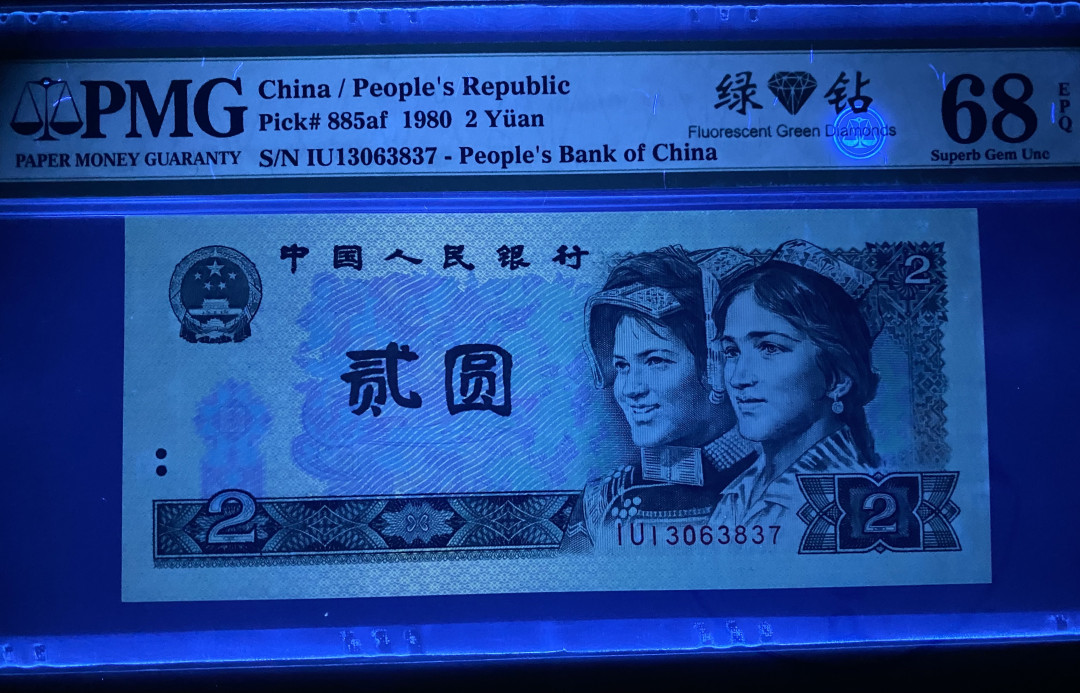 PMG
PAPER MONEY GUARANTY
China / People's Republic
Pick# 885af 1980 2 Yüan
S/N IU13063837 - People's Bank of China
绿 钻
Fluorescent Green Diamonds
68
EPQ
Superb Gem Unc
中国人民银行
2
贰圆
2
2
IU13063837